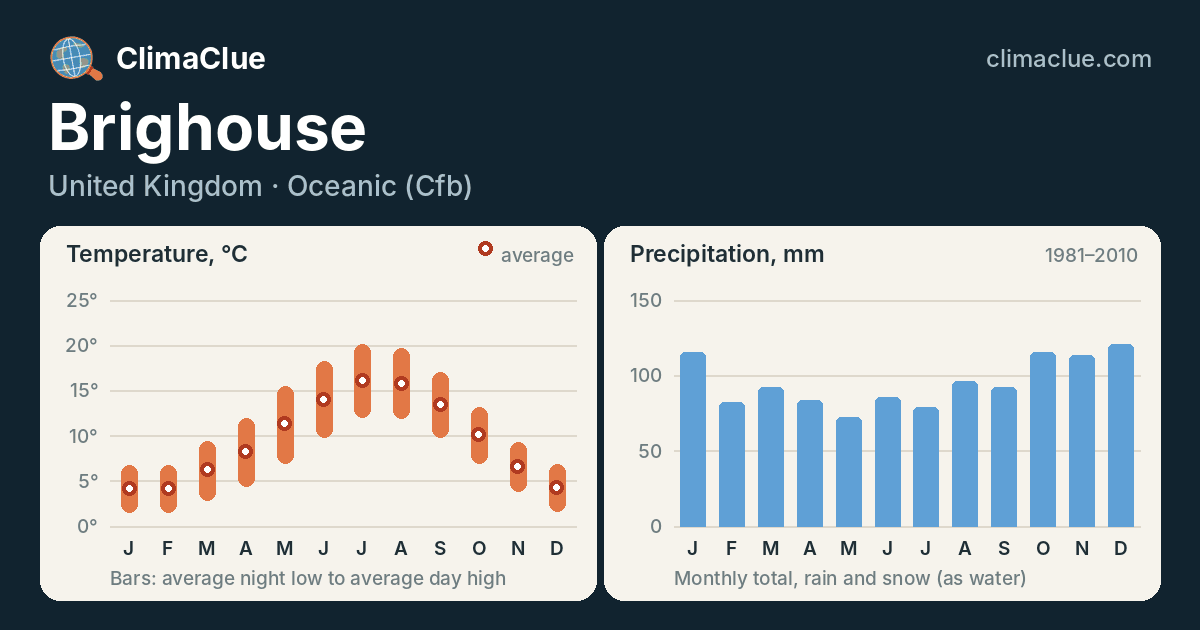 ClimaClue
climaclue.com
Brighouse
United Kingdom · Oceanic (Cfb)
Temperature, °C
average
25°
20°
15°
10°
5°
0°
J F M A M J J A S O N D
Bars: average night low to average day high
Precipitation, mm
1981–2010
150
100
50
0
J F M A M J J A S O N D
Monthly total, rain and snow (as water)